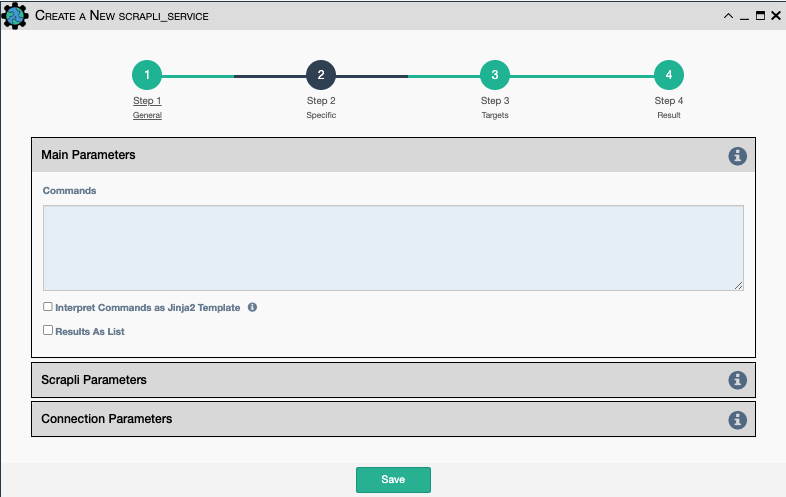 Create a New scrapli_service
1 2 3 4
Step 1 Step 2 Step 3 Step 4
General Specific Targets Result
Main Parameters
Commands
Interpret Commands as Jinja2 Template
Results As List
Scrapli Parameters
Connection Parameters
Save